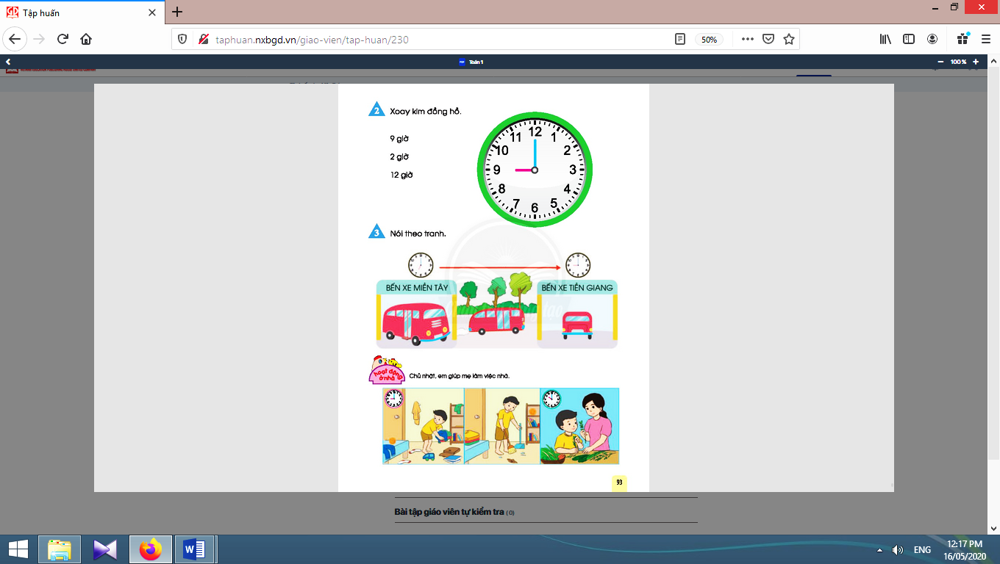 Tập huấn
taphuan.nxbgd.vn/giao-vien/tap-huan/230
50%
Toán 1
100 %
2 Xoay kim đồng hồ.
9 giờ
2 giờ
12 giờ
12
11 1
10 2
9 3
8 4
7 5
6
3 Nói theo tranh.
BẾN XE MIỀN TÂY
BẾN XE TIỀN GIANG
hoạt động
ở nhà
Chủ nhật, em giúp mẹ làm việc nhà.
93
Bài tập giáo viên tự kiểm tra (0)
ENG
12:17 PM
16/05/2020